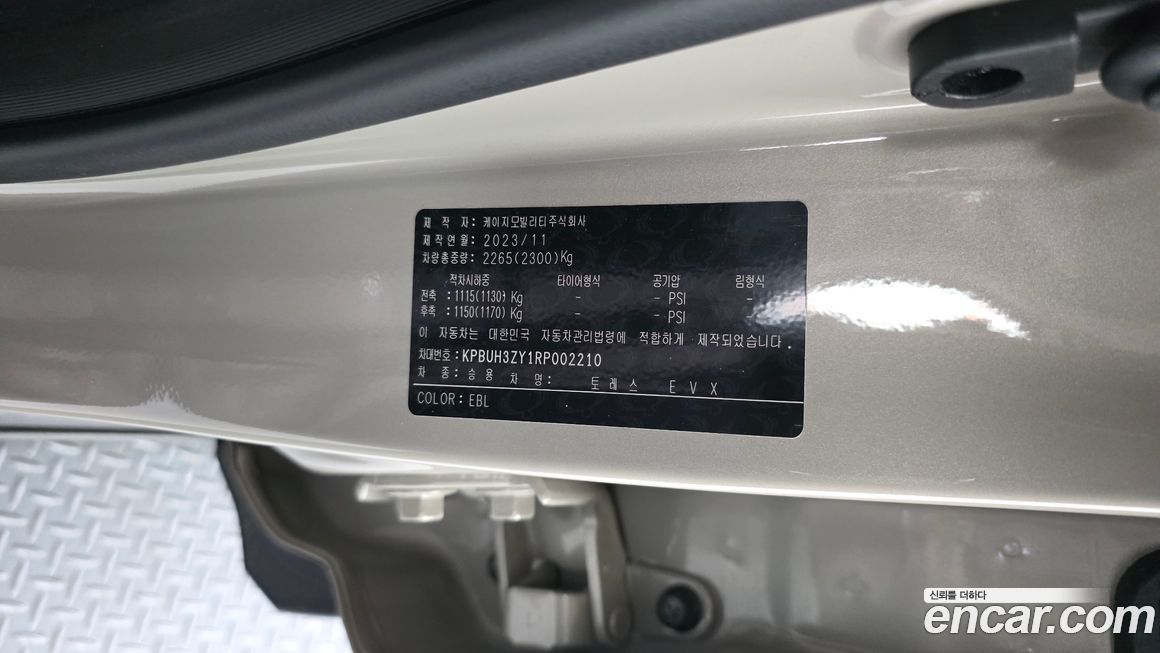 제 작 자: 케이지모빌리티주식회사
제작연월: 2023/11
차량총중량: 2265(2300)Kg
적차시허중 타이어형식 공기압 림형식
전축 : 1115(1130) Kg - - PSI -
후축 : 1150(1170) Kg - - PSI -
이 자동차는 대한민국 자동차관리법령에 적합하게 제작되었습니다.
차대번호: KPBUH3ZY1RP002210
차 종: 승용 차 명: 토레스 EVX
COLOR: EBL
신뢰를 더하다
encar.com